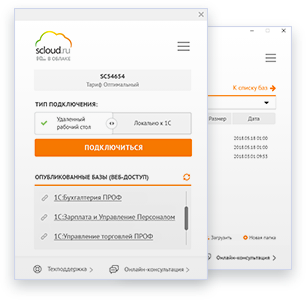 scloud.ru
1С в облаке
SC54654
Тариф Оптимальный
ТИП ПОДКЛЮЧЕНИЯ:
Удаленный рабочий стол
Локально к 1С
ПОДКЛЮЧИТЬСЯ
ОПУБЛИКОВАННЫЕ БАЗЫ (ВЕБ-ДОСТУП)
1С:Бухгалтерия ПРОФ
1С:Зарплата и Управление Персоналом
1С:Управление торговлей ПРОФ
Техподдержка
Онлайн-консультация
К списку баз
Размер
Дата
2018.05.18 01:00
2018.05.18 01:00
2018.05.01 09:53
Загрузить
Новая папка
Онлайн-консультация